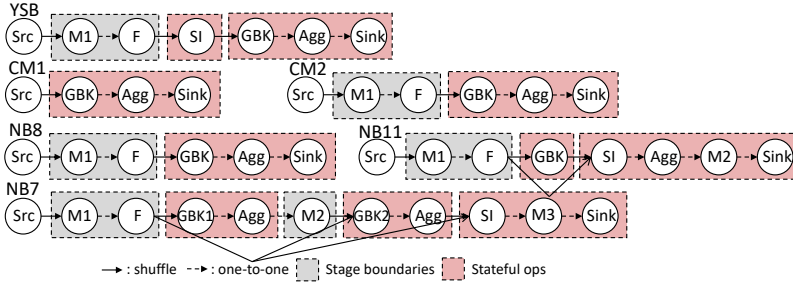 YSB
Src M1 F SI GBK Agg Sink
CM1 CM2
Src GBK Agg Sink Src M1 F GBK Agg Sink
NB8 NB11
Src M1 F GBK Agg Sink Src M1 F GBK SI Agg M2 Sink
NB7
Src M1 F GBK1 Agg M2 GBK2 Agg SI M3 Sink
: shuffle : one-to-one Stage boundaries Stateful ops